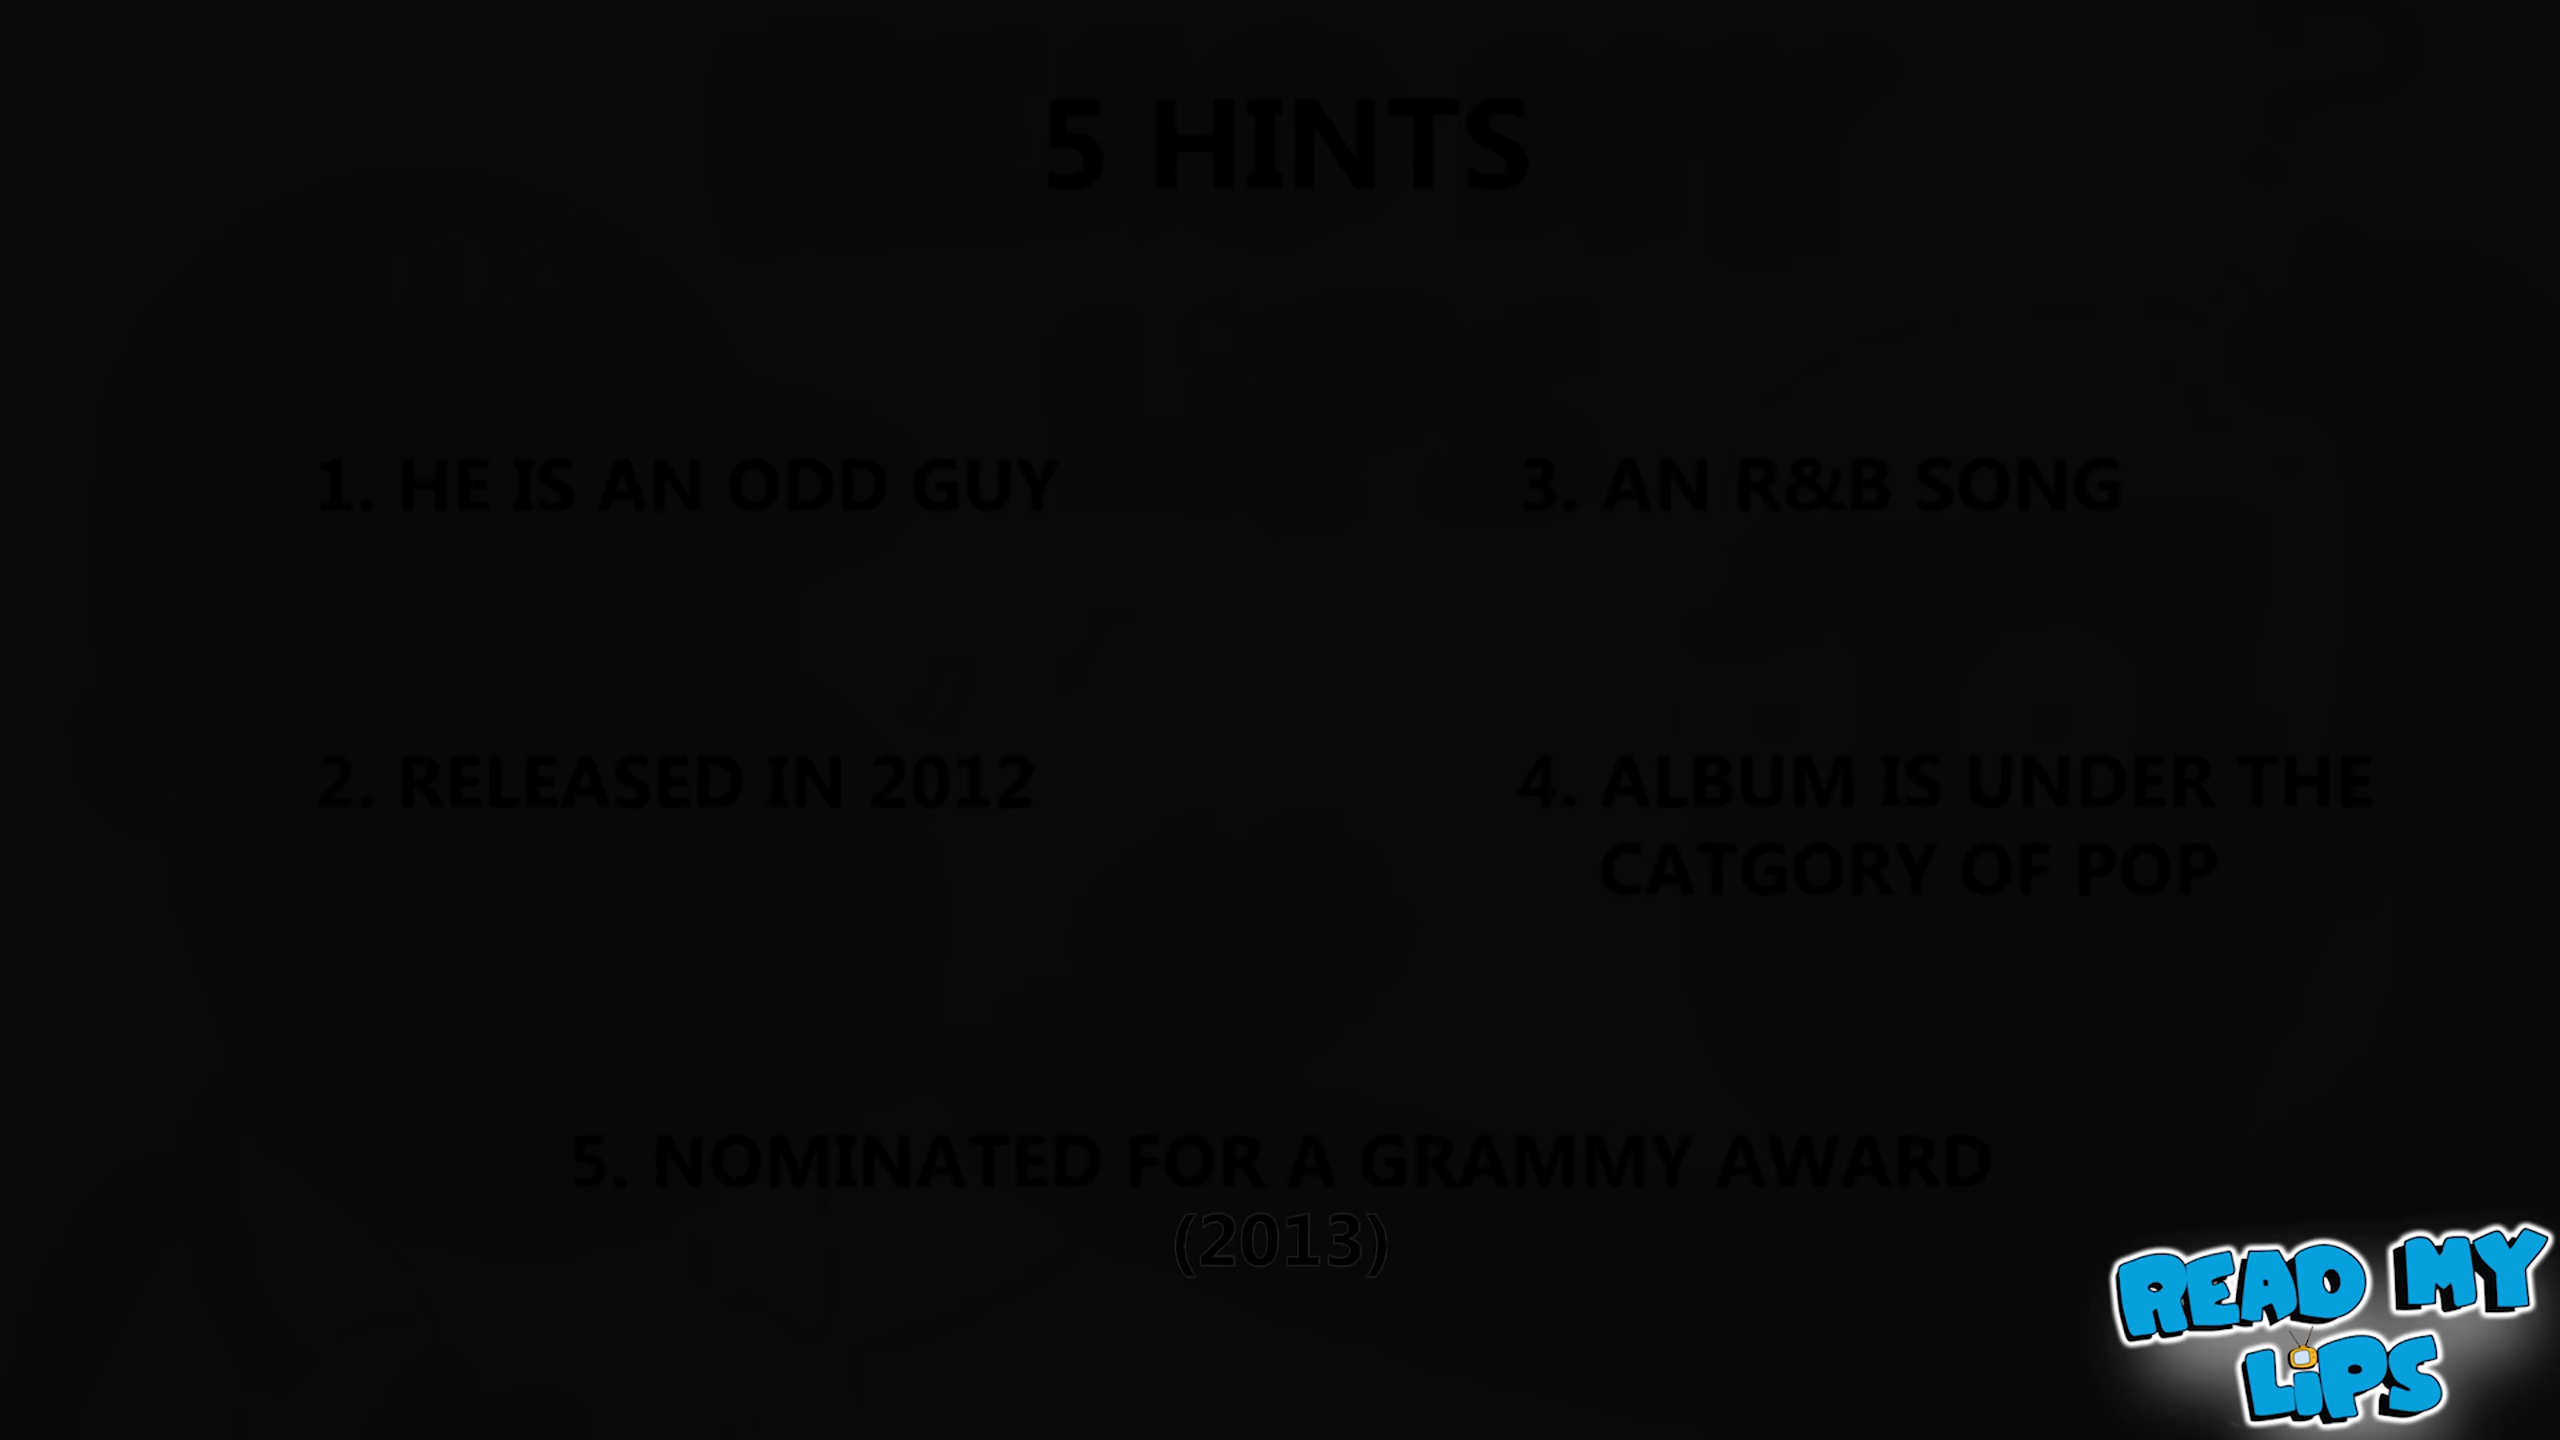 5 HINTS
1. HE IS AN ODD GUY
2. RELEASED IN 2012
3. AN R&B SONG
4. ALBUM IS UNDER THE
CATGORY OF POP
5. NOMINATED FOR A GRAMMY AWARD
(2013)
READ MY
LiPS